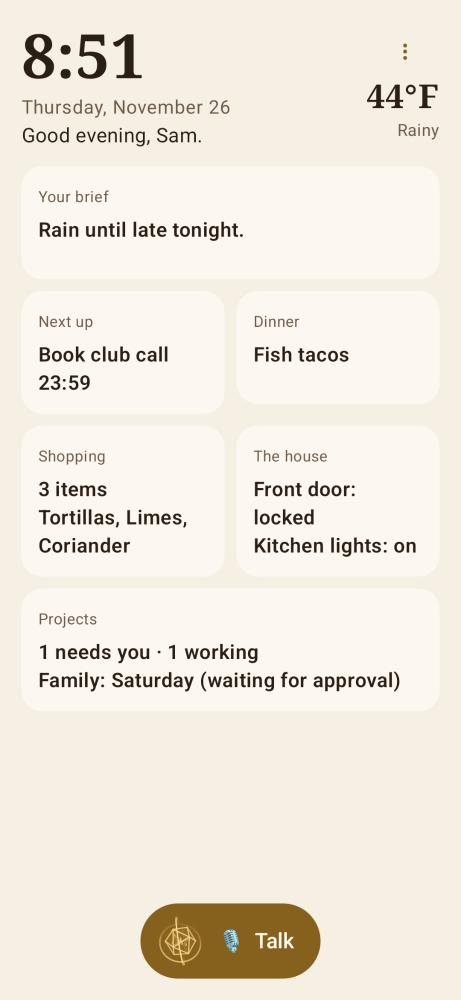 8:51
Thursday, November 26
Good evening, Sam.
44°F
Rainy
Your brief
Rain until late tonight.
Next up
Book club call
23:59
Dinner
Fish tacos
Shopping
3 items
Tortillas, Limes,
Coriander
The house
Front door:
locked
Kitchen lights: on
Projects
1 needs you · 1 working
Family: Saturday (waiting for approval)
Talk